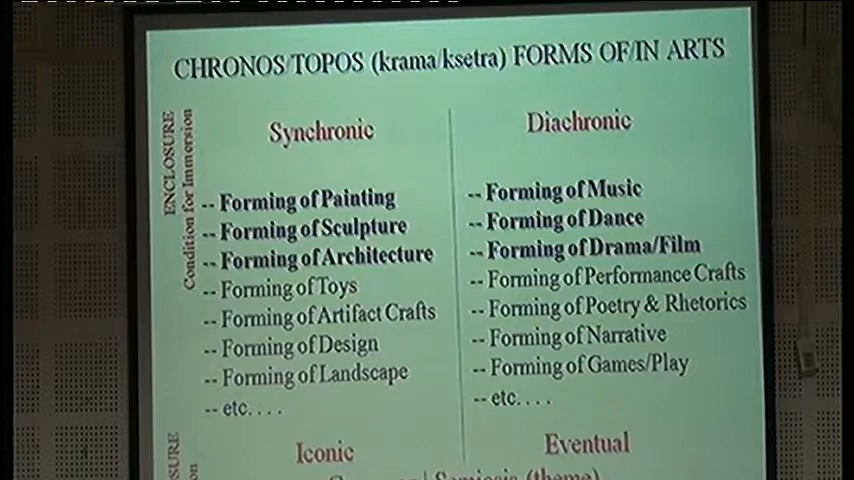 CHRONOS/TOPOS (krama/ksetra) FORMS OF/IN ARTS
ENCLOSURE
Condition for Immersion
Synchronic
-- Forming of Painting
-- Forming of Sculpture
-- Forming of Architecture
-- Forming of Toys
-- Forming of Artifact Crafts
-- Forming of Design
-- Forming of Landscape
-- etc. . . .
Iconic
Diachronic
-- Forming of Music
-- Forming of Dance
-- Forming of Drama/Film
-- Forming of Performance Crafts
-- Forming of Poetry & Rhetorics
-- Forming of Narrative
-- Forming of Games/Play
-- etc. . . .
Eventual
Semiosis (theme)